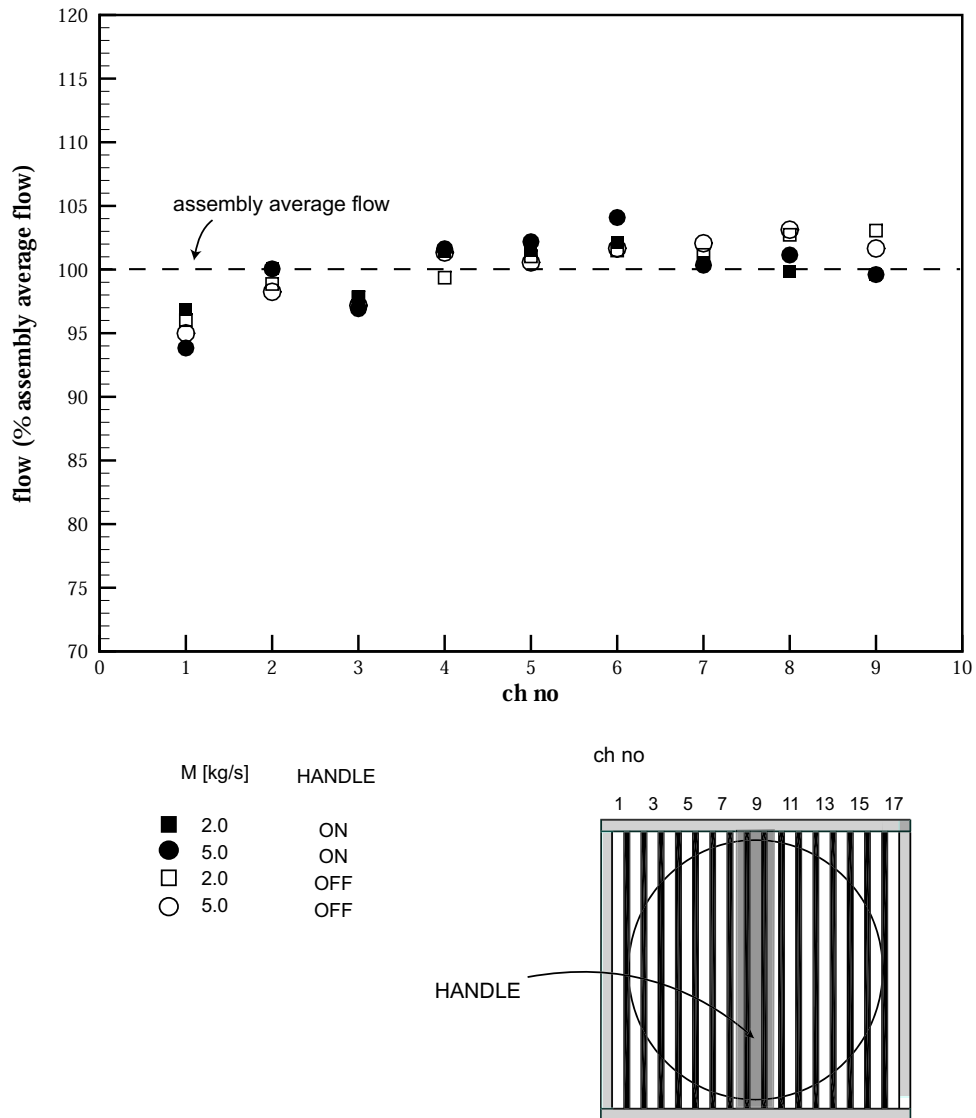 120
115
110
105
100
95
90
85
80
75
70
flow (% assembly average flow)
assembly average flow
0 1 2 3 4 5 6 7 8 9 10
ch no
M [kg/s] HANDLE
2.0 ON
5.0 ON
2.0 OFF
5.0 OFF
ch no
1 3 5 7 9 11 13 15 17
HANDLE